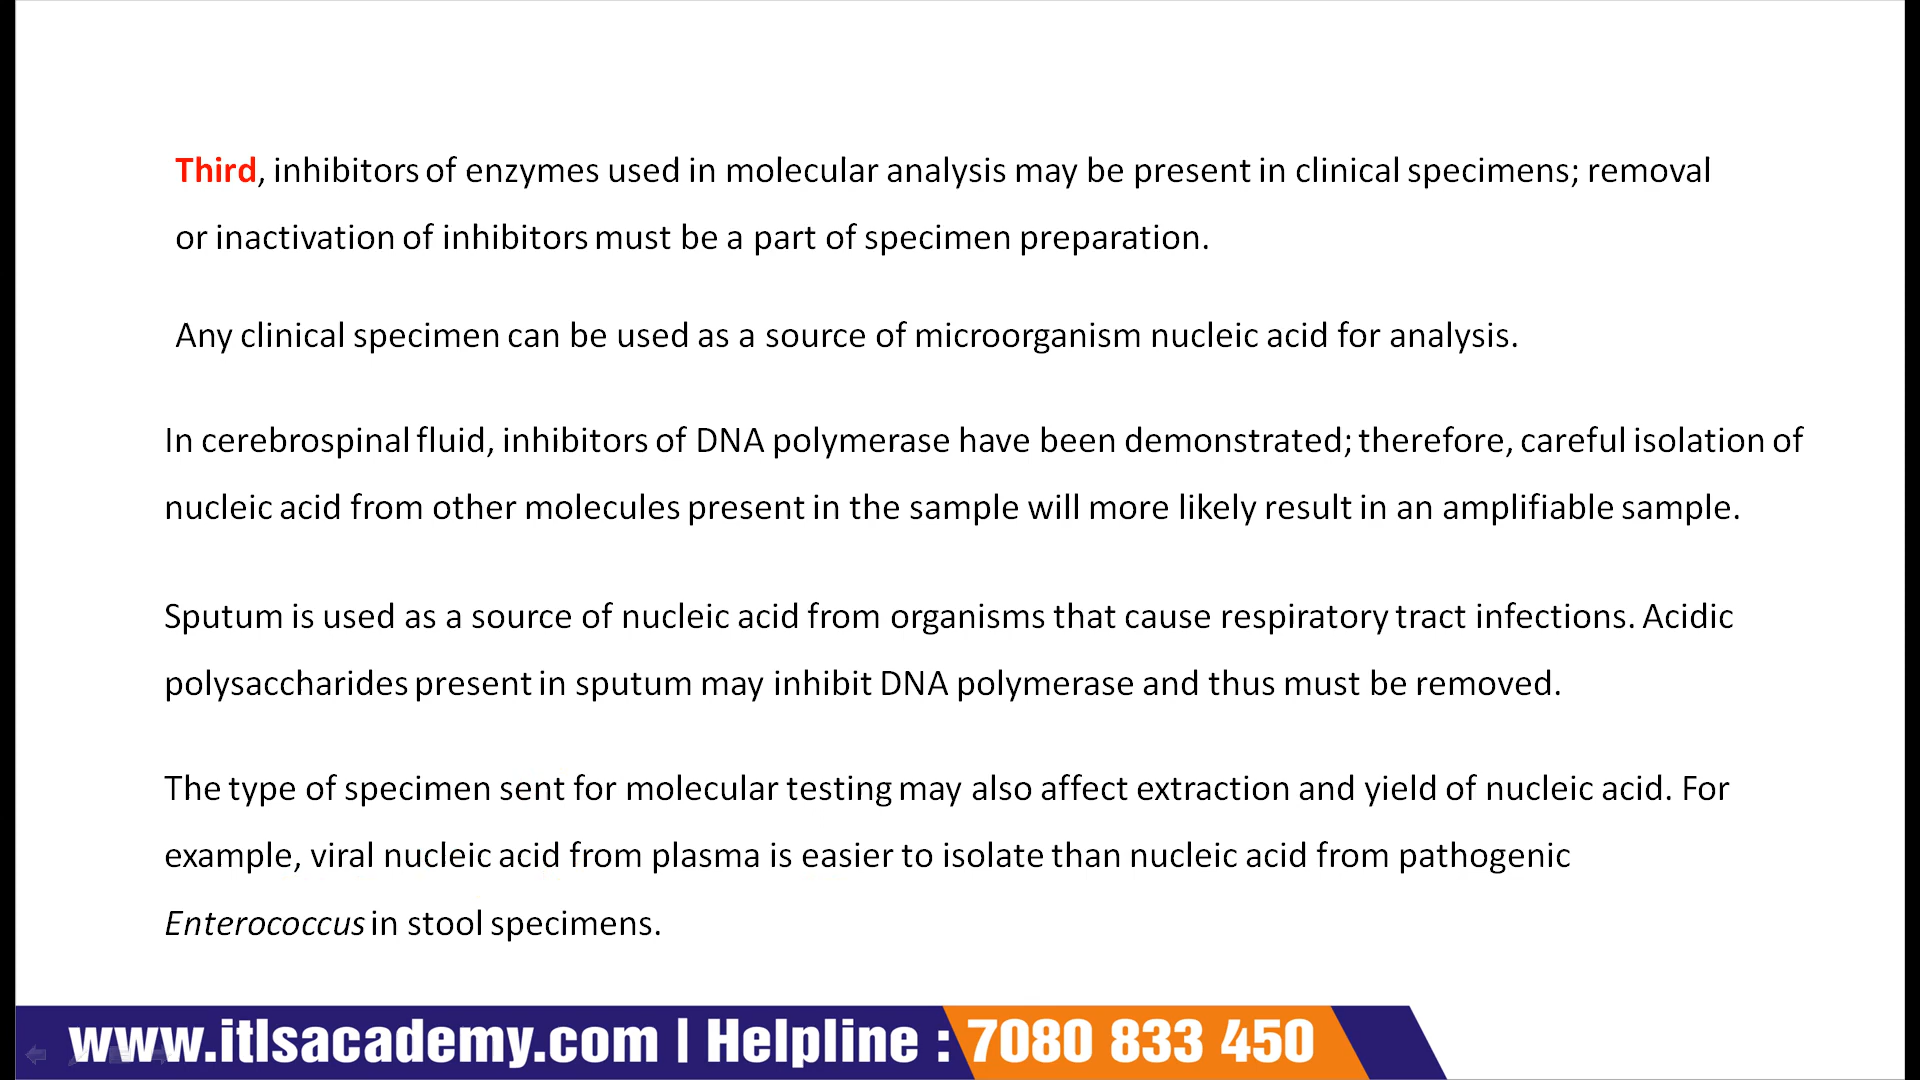 Third, inhibitors of enzymes used in molecular analysis may be present in clinical specimens; removal
or inactivation of inhibitors must be a part of specimen preparation.
Any clinical specimen can be used as a source of microorganism nucleic acid for analysis.
In cerebrospinal fluid, inhibitors of DNA polymerase have been demonstrated; therefore, careful isolation of
nucleic acid from other molecules present in the sample will more likely result in an amplifiable sample.
Sputum is used as a source of nucleic acid from organisms that cause respiratory tract infections. Acidic
polysaccharides present in sputum may inhibit DNA polymerase and thus must be removed.
The type of specimen sent for molecular testing may also affect extraction and yield of nucleic acid. For
example, viral nucleic acid from plasma is easier to isolate than nucleic acid from pathogenic
Enterococcus in stool specimens.
www.itlsacademy.com | Helpline : 7080 833 450